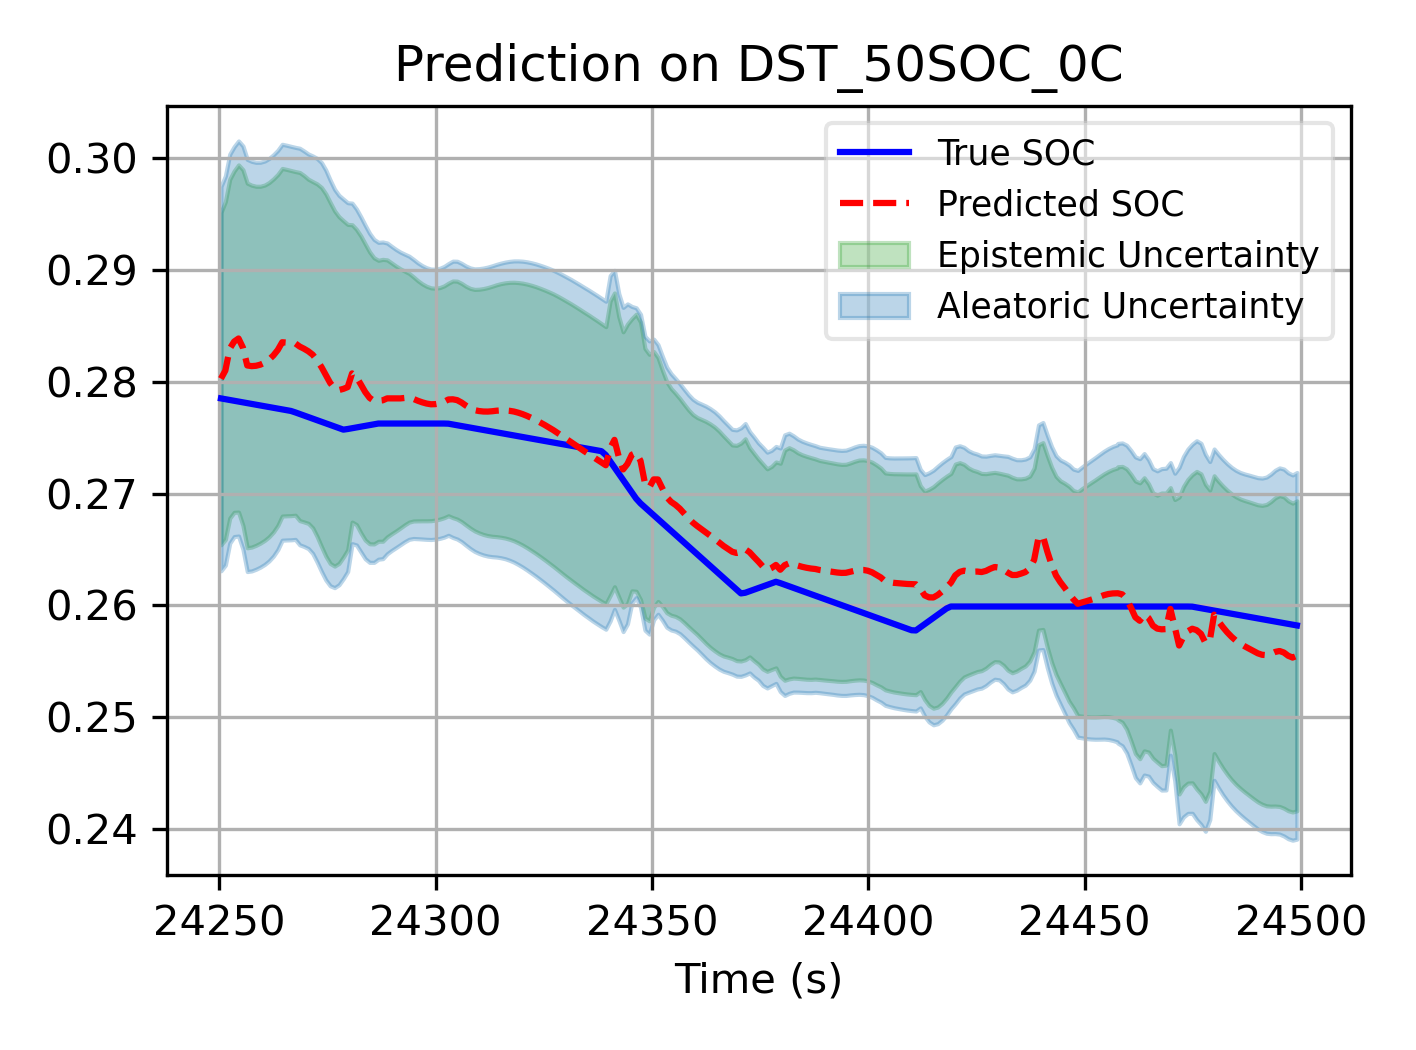 Prediction on DST_50SOC_0C
True SOC
Predicted SOC
Epistemic Uncertainty
Aleatoric Uncertainty
0.30
0.29
0.28
0.27
0.26
0.25
0.24
24250 24300 24350 24400 24450 24500
Time (s)